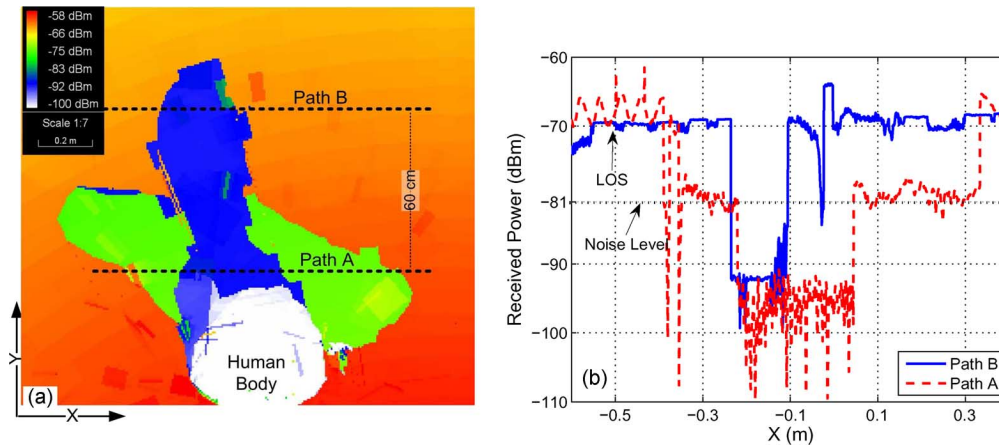 -58 dBm
-66 dBm
-75 dBm
-83 dBm
-92 dBm
-100 dBm
Scale 1:7
0.2 m
Path B
60 cm
Path A
Human
Body
Y
X
(a)
Received Power (dBm)
−60
−70
−81
−90
−100
−110
LOS
Noise Level
(b)
Path B
Path A
−0.5
−0.3
−0.1
0.1
0.3
X (m)